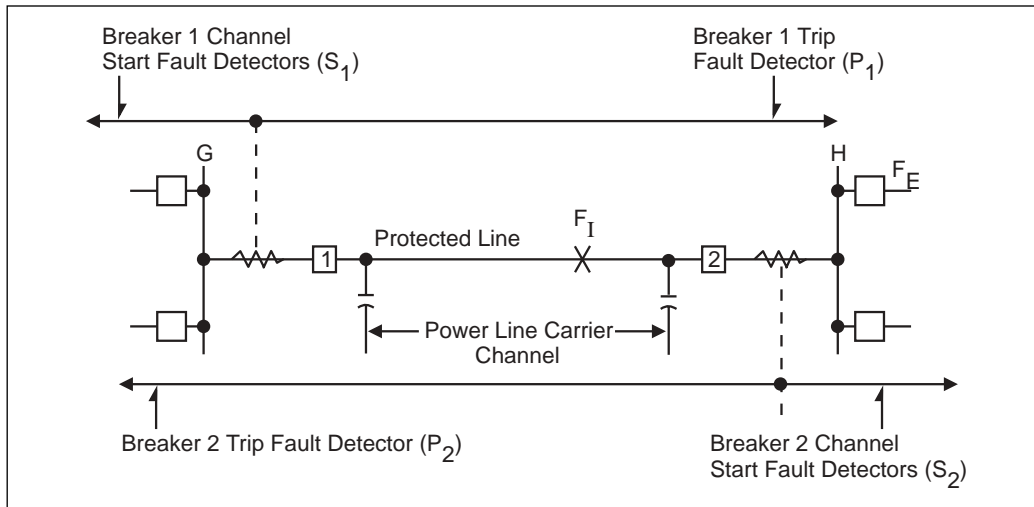 Breaker 1 Channel
Start Fault Detectors (S1)
Breaker 1 Trip
Fault Detector (P1)
G
H
FE
FI
Protected Line
1
2
Power Line Carrier
Channel
Breaker 2 Trip Fault Detector (P2)
Breaker 2 Channel
Start Fault Detectors (S2)